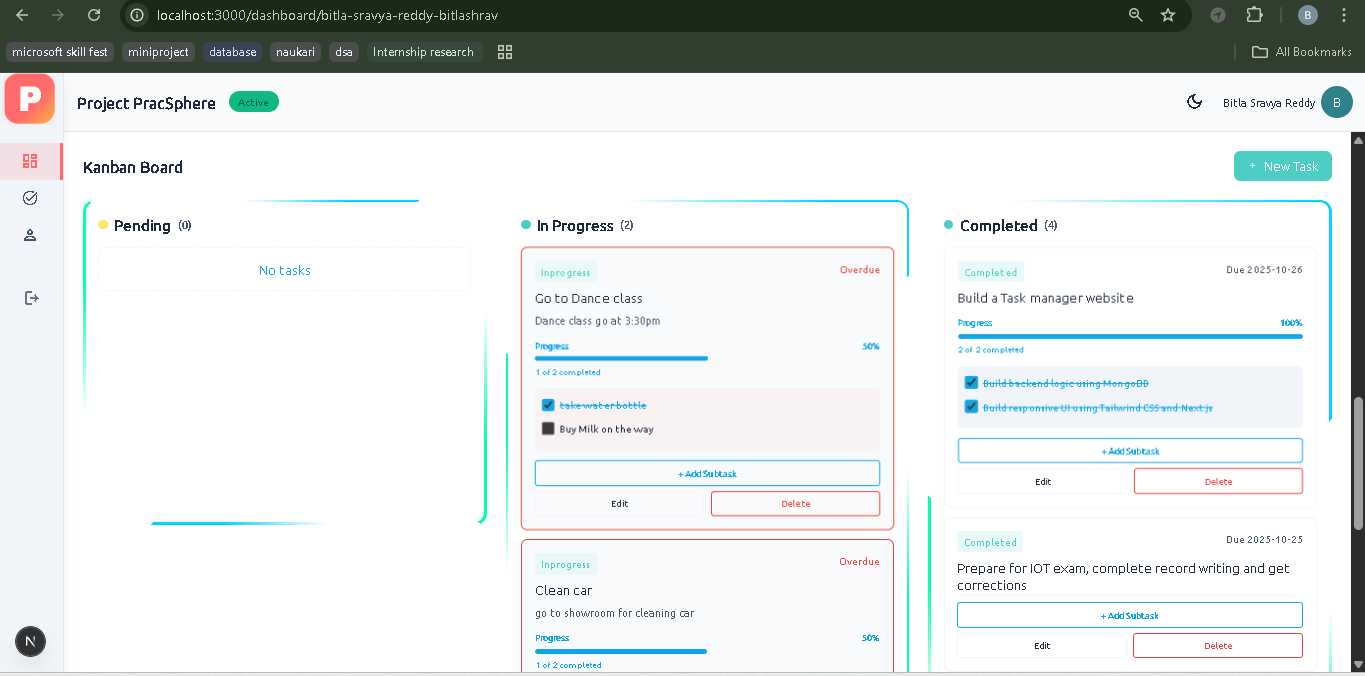 localhost:3000/dashboard/bitla-sravya-reddy-bitlashrav
B
microsoft skill fest
miniproject
database
naukari
dsa
Internship research
All Bookmarks
P
Project PracSphere
Active
Bitla Sravya Reddy
B
Kanban Board
+ New Task
Pending (0)
No tasks
In Progress (2)
Inprogress
Overdue
Go to Dance class
Dance class go at 3:30pm
Progress
50%
1 of 2 completed
take water bottle
Buy Milk on the way
+ Add Subtask
Edit
Delete
Inprogress
Overdue
Clean car
go to showroom for cleaning car
Progress
50%
1 of 2 completed
Completed (4)
Completed
Due 2025-10-26
Build a Task manager website
Progress
100%
2 of 2 completed
Build backend logic using MongoDB
Build responsive UI using Tailwind CSS and Next.js
+ Add Subtask
Edit
Delete
Completed
Due 2025-10-25
Prepare for IOT exam, complete record writing and get
corrections
+ Add Subtask
Edit
Delete
N